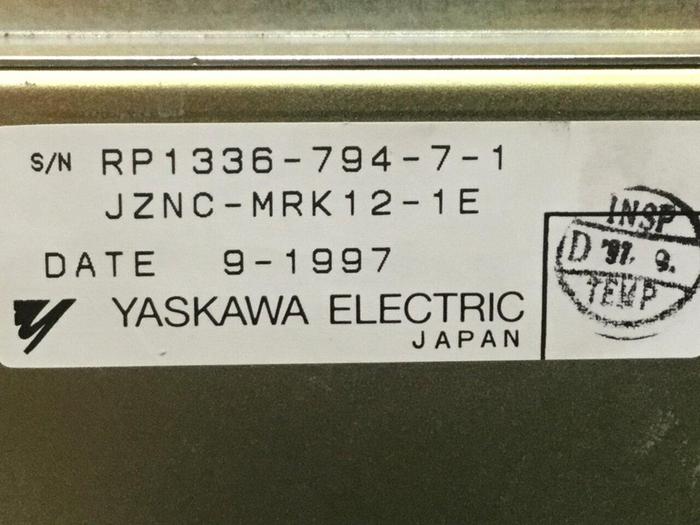 S/N RP1336-794-7-1
JZNC-MRK12-1E
DATE 9-1997
YASKAWA ELECTRIC
JAPAN
INSP
D '97. 9.
TEMP